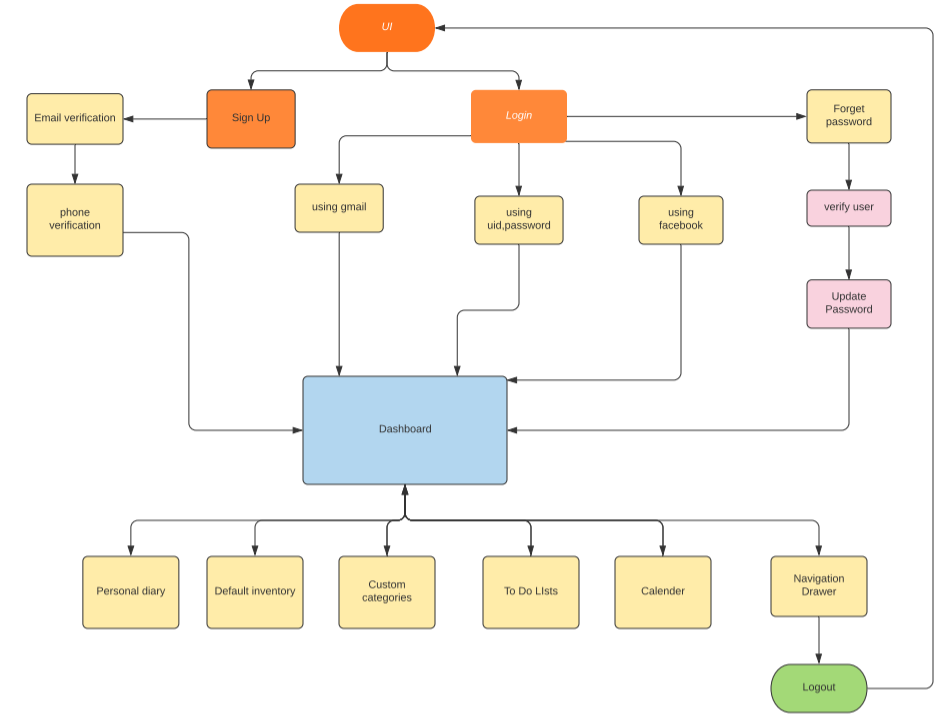 UI
Email verification
Sign Up
Login
Forget
password
phone
verification
using gmail
using
uid,password
using
facebook
verify user
Update
Password
Dashboard
Personal diary
Default inventory
Custom
categories
To Do LIsts
Calender
Navigation
Drawer
Logout